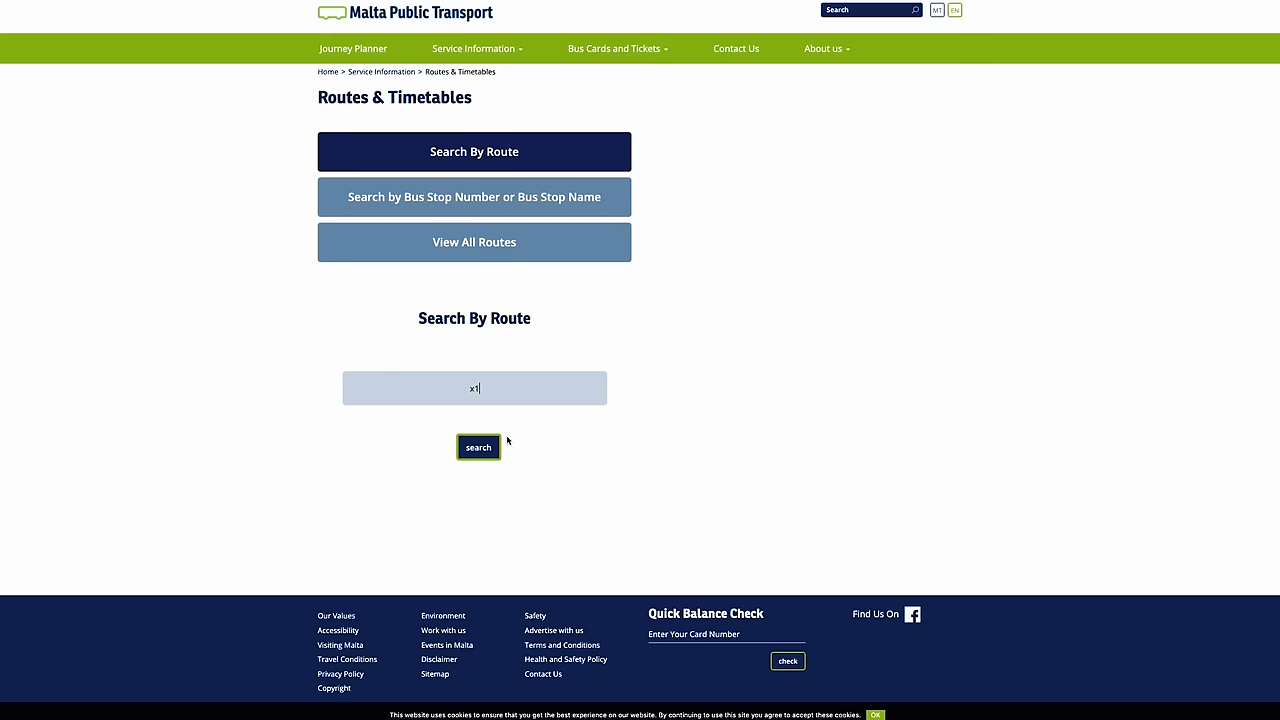 Malta Public Transport
Search
MT
EN
Journey Planner
Service Information
Bus Cards and Tickets
Contact Us
About us
Home > Service Information > Routes & Timetables
Routes & Timetables
Search By Route
Search by Bus Stop Number or Bus Stop Name
View All Routes
Search By Route
x1
search
Our Values
Accessibility
Visiting Malta
Travel Conditions
Privacy Policy
Copyright
Environment
Work with us
Events in Malta
Disclaimer
Sitemap
Safety
Advertise with us
Terms and Conditions
Health and Safety Policy
Contact Us
Quick Balance Check
Enter Your Card Number
check
Find Us On
This website uses cookies to ensure that you get the best experience on our website. By continuing to use this site you agree to accept these cookies.
OK